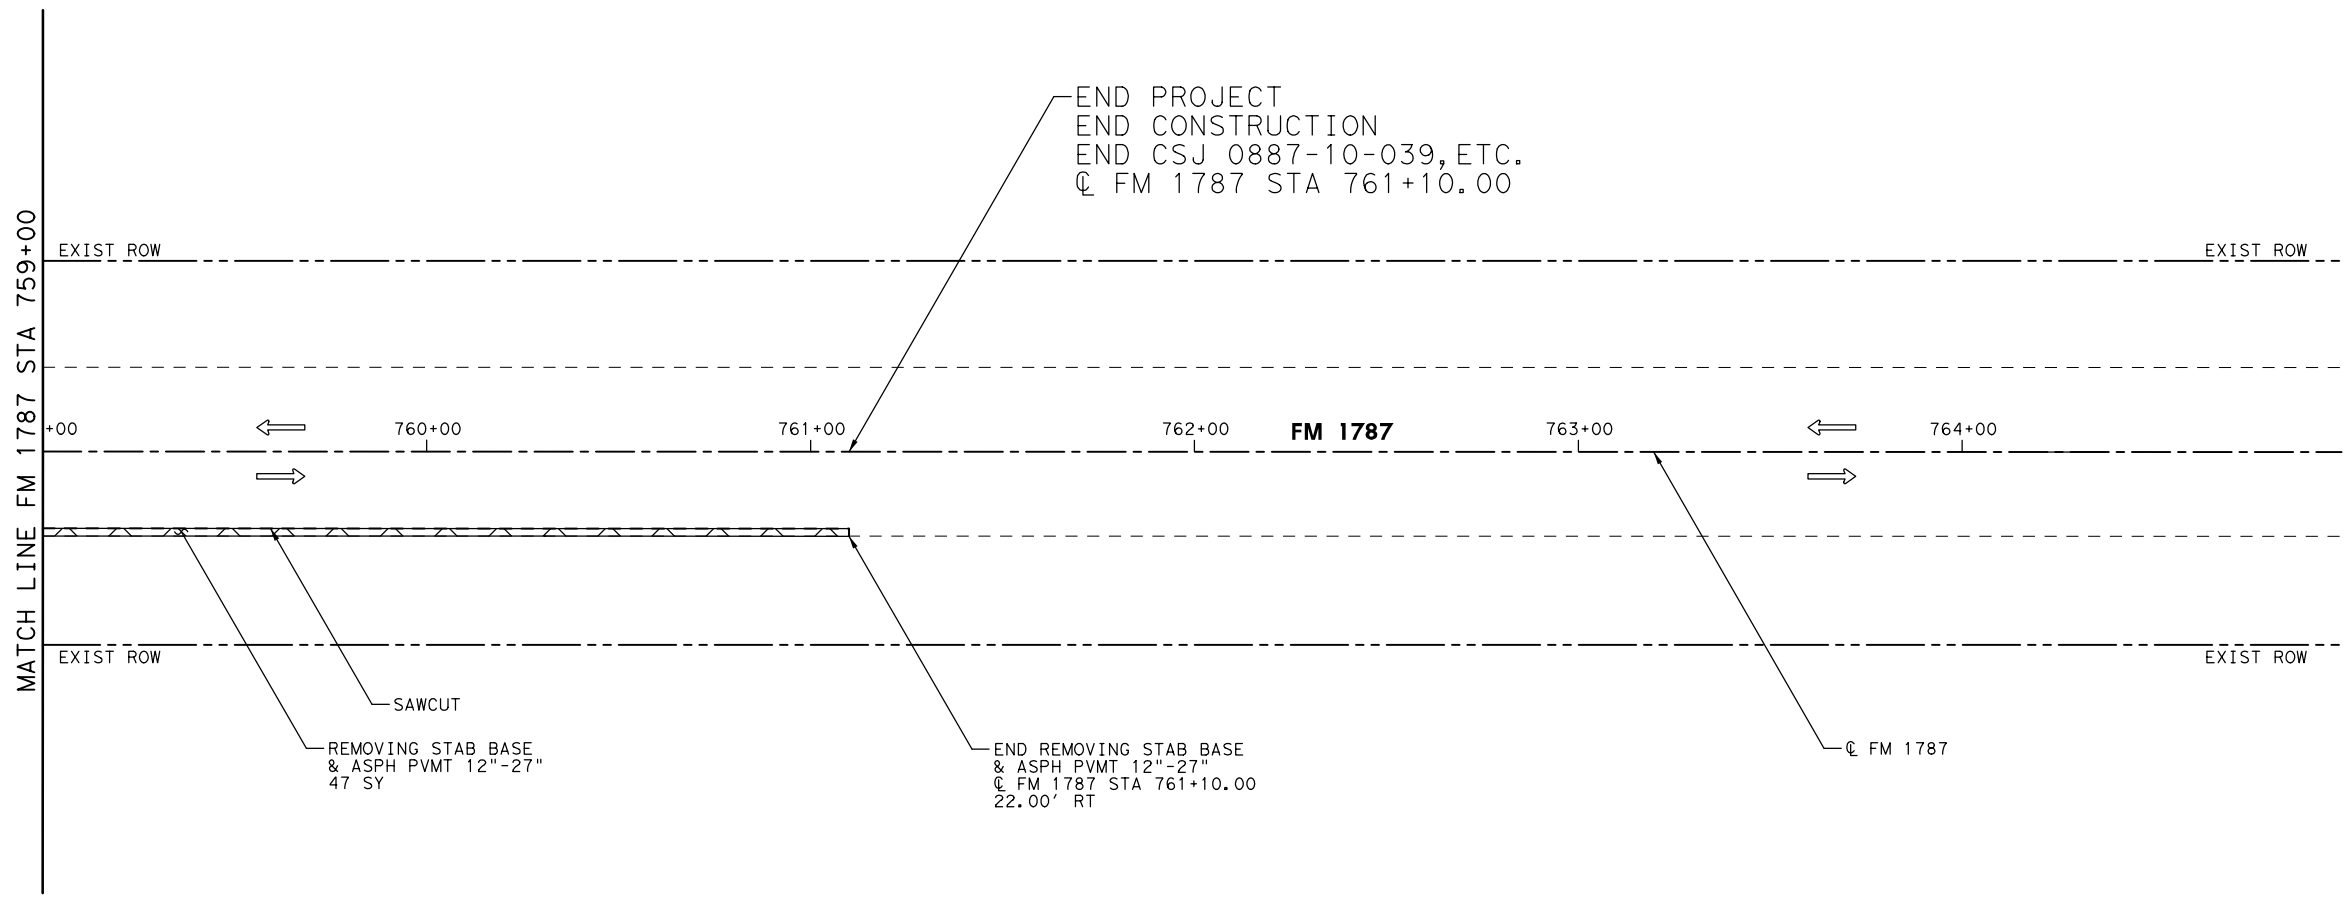 END PROJECT
END CONSTRUCTION
END CSJ 0887-10-039, ETC.
℄ FM 1787 STA 761+10.00
MATCH LINE FM 1787 STA 759+00
EXIST ROW
EXIST ROW
+00
760+00
761+00
762+00
FM 1787
763+00
764+00
EXIST ROW
EXIST ROW
SAWCUT
REMOVING STAB BASE
& ASPH PVMT 12"-27"
47 SY
END REMOVING STAB BASE
& ASPH PVMT 12"-27"
℄ FM 1787 STA 761+10.00
22.00' RT
℄ FM 1787